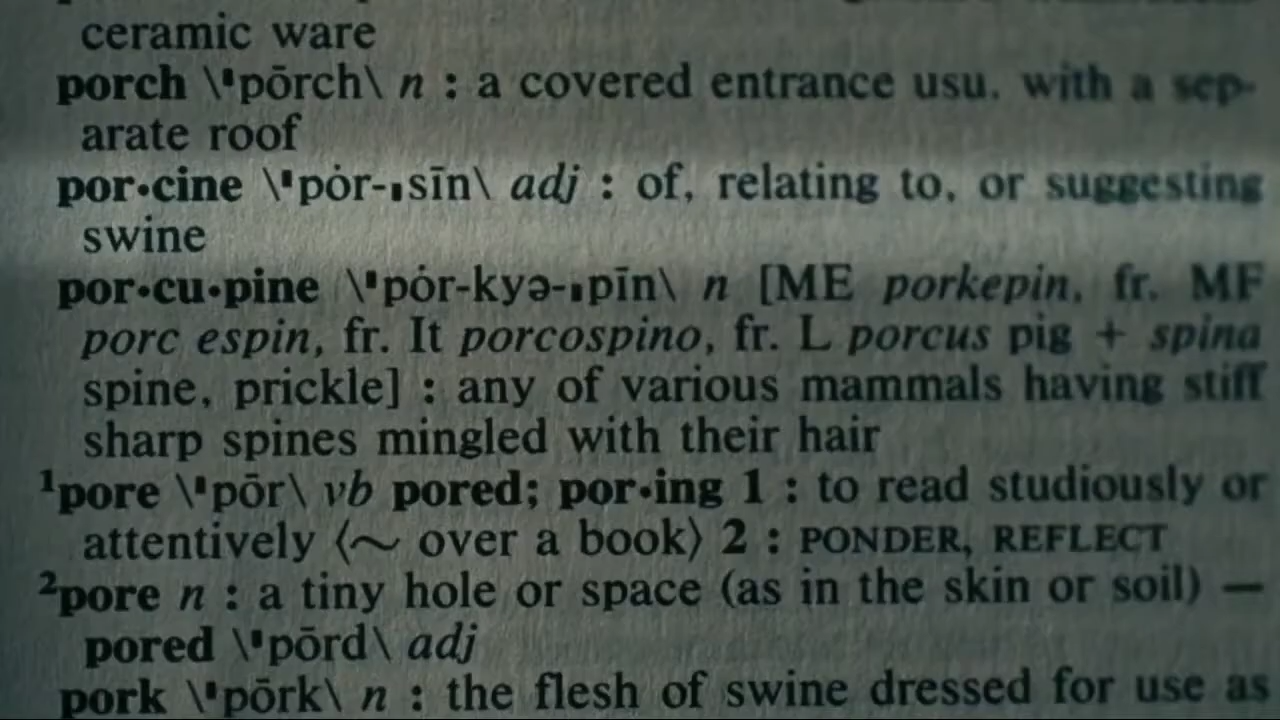 ceramic ware
porch \ˈpōrch\ n : a covered entrance usu. with a sep-
arate roof
por•cine \ˈpȯr-ˌsīn\ adj : of, relating to, or suggesting
swine
por•cu•pine \ˈpȯr-kyə-ˌpīn\ n [ME porkepin, fr. MF
porc espin, fr. It porcospino, fr. L porcus pig + spina
spine, prickle] : any of various mammals having stiff
sharp spines mingled with their hair
¹pore \ˈpōr\ vb pored; por•ing 1 : to read studiously or
attentively ⟨~ over a book⟩ 2 : PONDER, REFLECT
²pore n : a tiny hole or space (as in the skin or soil) —
pored \ˈpōrd\ adj
pork \ˈpōrk\ n : the flesh of swine dressed for use as